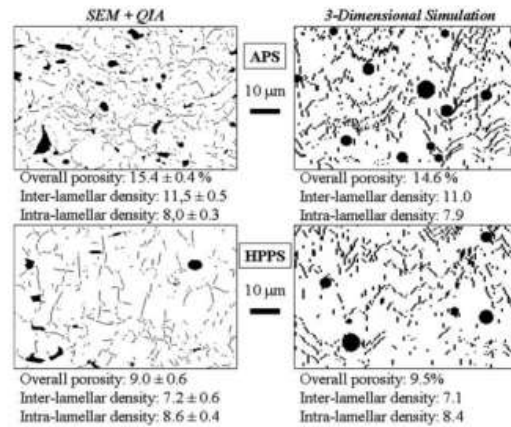 SEM + QIA
3-Dimensional Simulation
APS
10 µm
Overall porosity: 15.4 ± 0.4 %
Inter-lamellar density: 11,5 ± 0.5
Intra-lamellar density: 8,0 ± 0.3
Overall porosity: 14.6 %
Inter-lamellar density: 11.0
Intra-lamellar density: 7.9
HPPS
10 µm
Overall porosity: 9.0 ± 0.6
Inter-lamellar density: 7.2 ± 0.6
Intra-lamellar density: 8.6 ± 0.4
Overall porosity: 9.5%
Inter-lamellar density: 7.1
Intra-lamellar density: 8.4